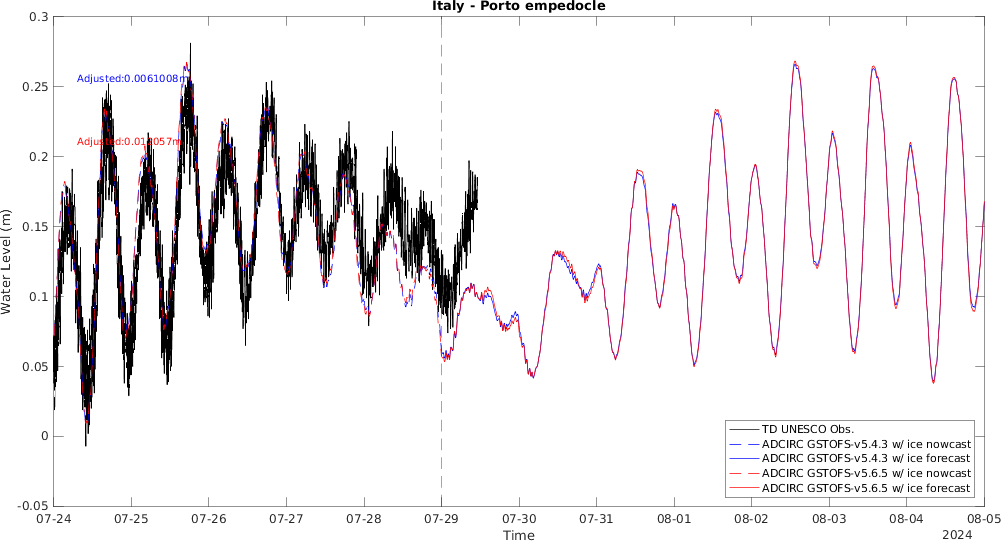 Italy - Porto empedocle
Water Level (m)
0.3
0.25
0.2
0.15
0.1
0.05
0
-0.05
Adjusted:0.0061008m
TD UNESCO Obs.
ADCIRC GSTOFS-v5.4.3 w/ ice nowcast
ADCIRC GSTOFS-v5.4.3 w/ ice forecast
ADCIRC GSTOFS-v5.6.5 w/ ice nowcast
ADCIRC GSTOFS-v5.6.5 w/ ice forecast
07-24 07-25 07-26 07-27 07-28 07-29 07-30 07-31 08-01 08-02 08-03 08-04 08-05
Time
2024